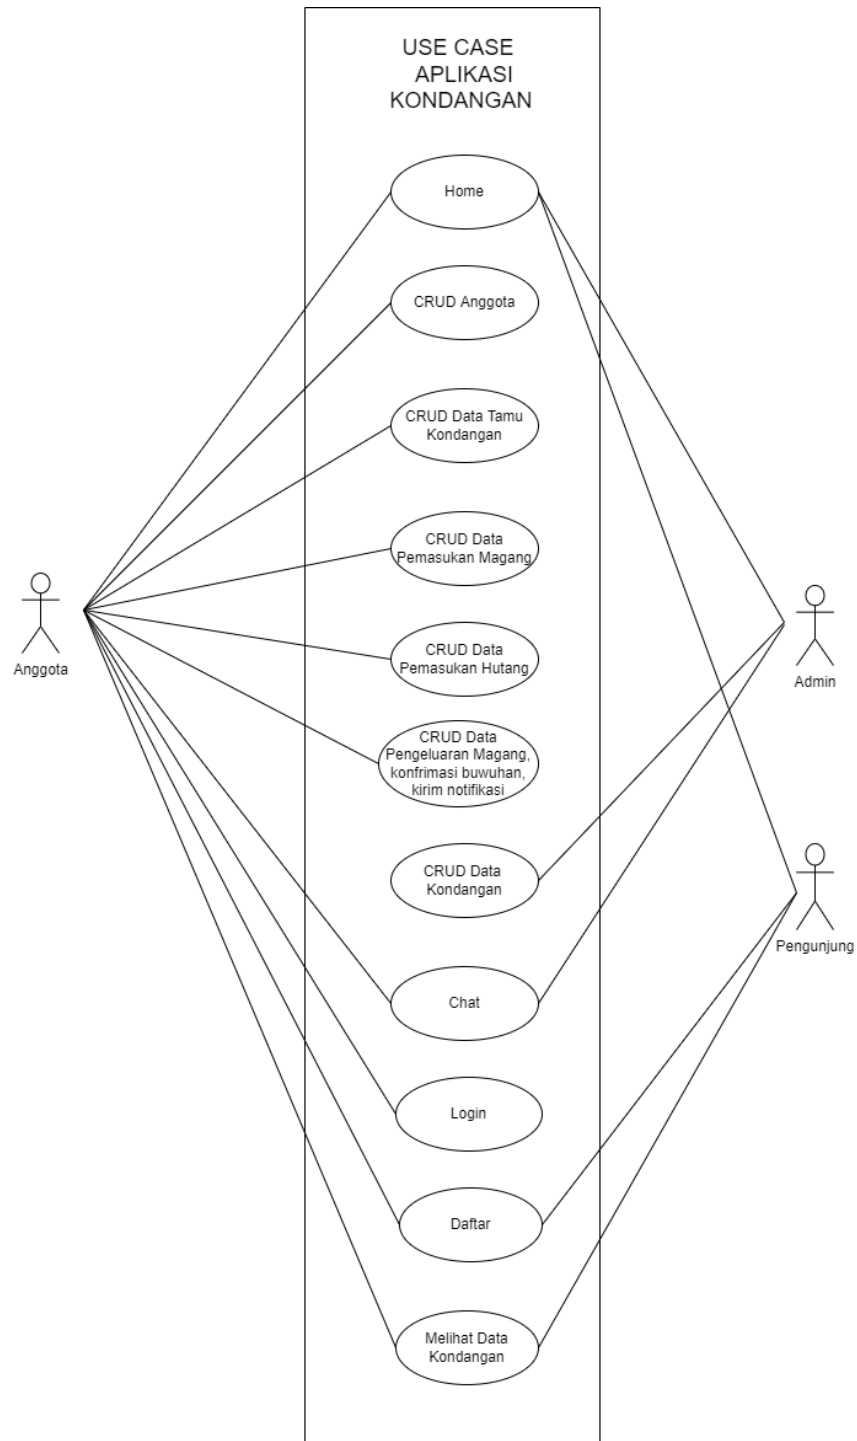 USE CASE
APLIKASI
KONDANGAN
Home
CRUD Anggota
CRUD Data Tamu
Kondangan
CRUD Data
Pemasukan Magang
CRUD Data
Pemasukan Hutang
CRUD Data
Pengeluaran Magang,
konfrimasi buwuhan,
kirim notifikasi
CRUD Data
Kondangan
Chat
Login
Daftar
Melihat Data
Kondangan
Anggota
Admin
Pengunjung